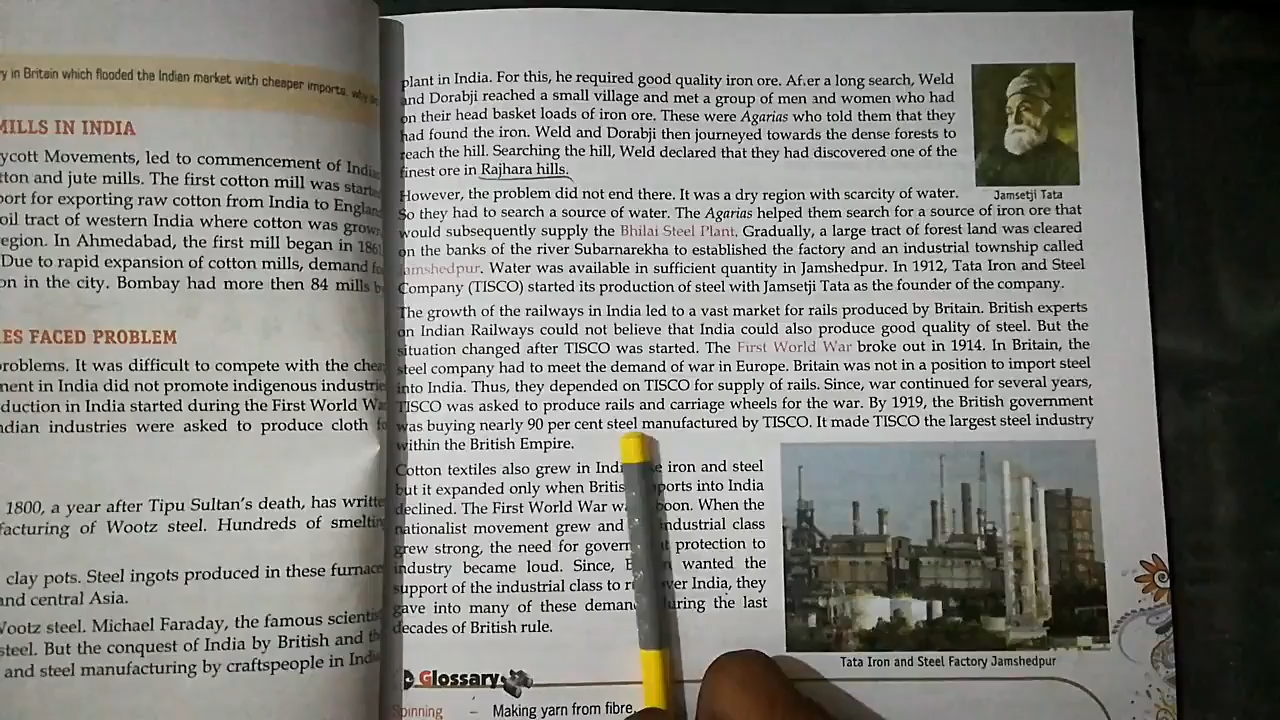 y in Britain which flooded the Indian market with cheaper imports, why
MILLS IN INDIA
ycott Movements, led to commencement of
ton and jute mills. The first cotton mill was
port for exporting raw cotton from India to
oil tract of western India where cotton was
egion. In Ahmedabad, the first mill began in 186
Due to rapid expansion of cotton mills, demand
on in the city. Bombay had more then 84 mills
ES FACED PROBLEM
roblems. It was difficult to compete with the
ment in India did not promote indigenous
duction in India started during the First World
dian industries were asked to produce cloth
1800, a year after Tipu Sultan's death, has
facturing of Wootz steel. Hundreds of
clay pots. Steel ingots produced in these
and central Asia.
Wootz steel. Michael Faraday, the famous
steel. But the conquest of India by British and
and steel manufacturing by craftspeople in
plant in India. For this, he required good quality iron ore. Af.er a long search, Weld
and Dorabji reached a small village and met a group of men and women who had
on their head basket loads of iron ore. These were Agarias who told them that they
had found the iron. Weld and Dorabji then journeyed towards the dense forests to
reach the hill. Searching the hill, Weld declared that they had discovered one of the
finest ore in Rajhara hills.
Jamsetji Tata
However, the problem did not end there. It was a dry region with scarcity of water.
So they had to search a source of water. The Agarias helped them search for a source of iron ore that
would subsequently supply the Bhilai Steel Plant. Gradually, a large tract of forest land was cleared
on the banks of the river Subarnarekha to established the factory and an industrial township called
Jamshedpur. Water was available in sufficient quantity in Jamshedpur. In 1912, Tata Iron and Steel
Company (TISCO) started its production of steel with Jamsetji Tata as the founder of the company.
The growth of the railways in India led to a vast market for rails produced by Britain. British experts
on Indian Railways could not believe that India could also produce good quality of steel. But the
situation changed after TISCO was started. The First World War broke out in 1914. In Britain, the
steel company had to meet the demand of war in Europe. Britain was not in a position to import steel
into India. Thus, they depended on TISCO for supply of rails. Since, war continued for several years,
TISCO was asked to produce rails and carriage wheels for the war. By 1919, the British government
was buying nearly 90 per cent steel manufactured by TISCO. It made TISCO the largest steel industry
within the British Empire.
Cotton textiles also grew in Indi e iron and steel
but it expanded only when Britis ports into India
declined. The First World War w boon. When the
nationalist movement grew and industrial class
grew strong, the need for govern t protection to
industry became loud. Since, wanted the
support of the industrial class to r ver India, they
gave into many of these deman during the last
decades of British rule.
Tata Iron and Steel Factory Jamshedpur
Glossary
Spinning – Making yarn from fibre.